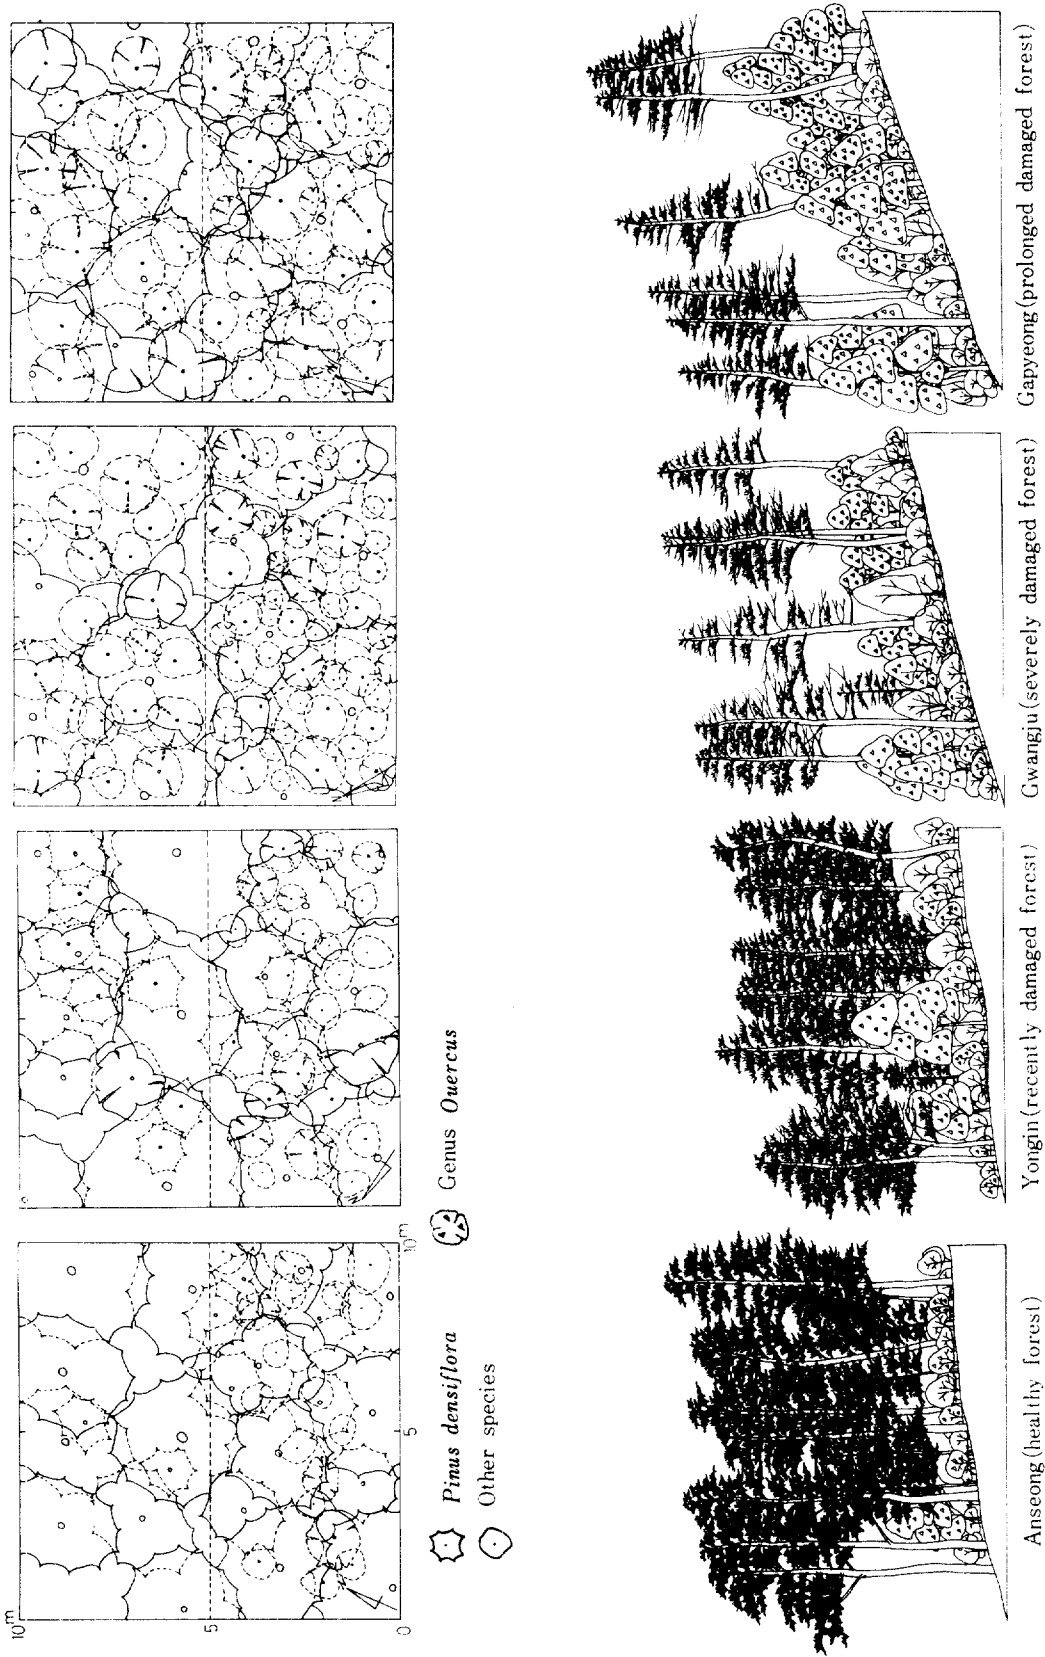 10m
5
0
5
10m
Pinus densiflora
Genus Ouercus
Other species
Anseong (healthy forest)
Yongin (recently damaged forest)
Gwangju (severely damaged forest)
Gapyeong (prolonged damaged forest)